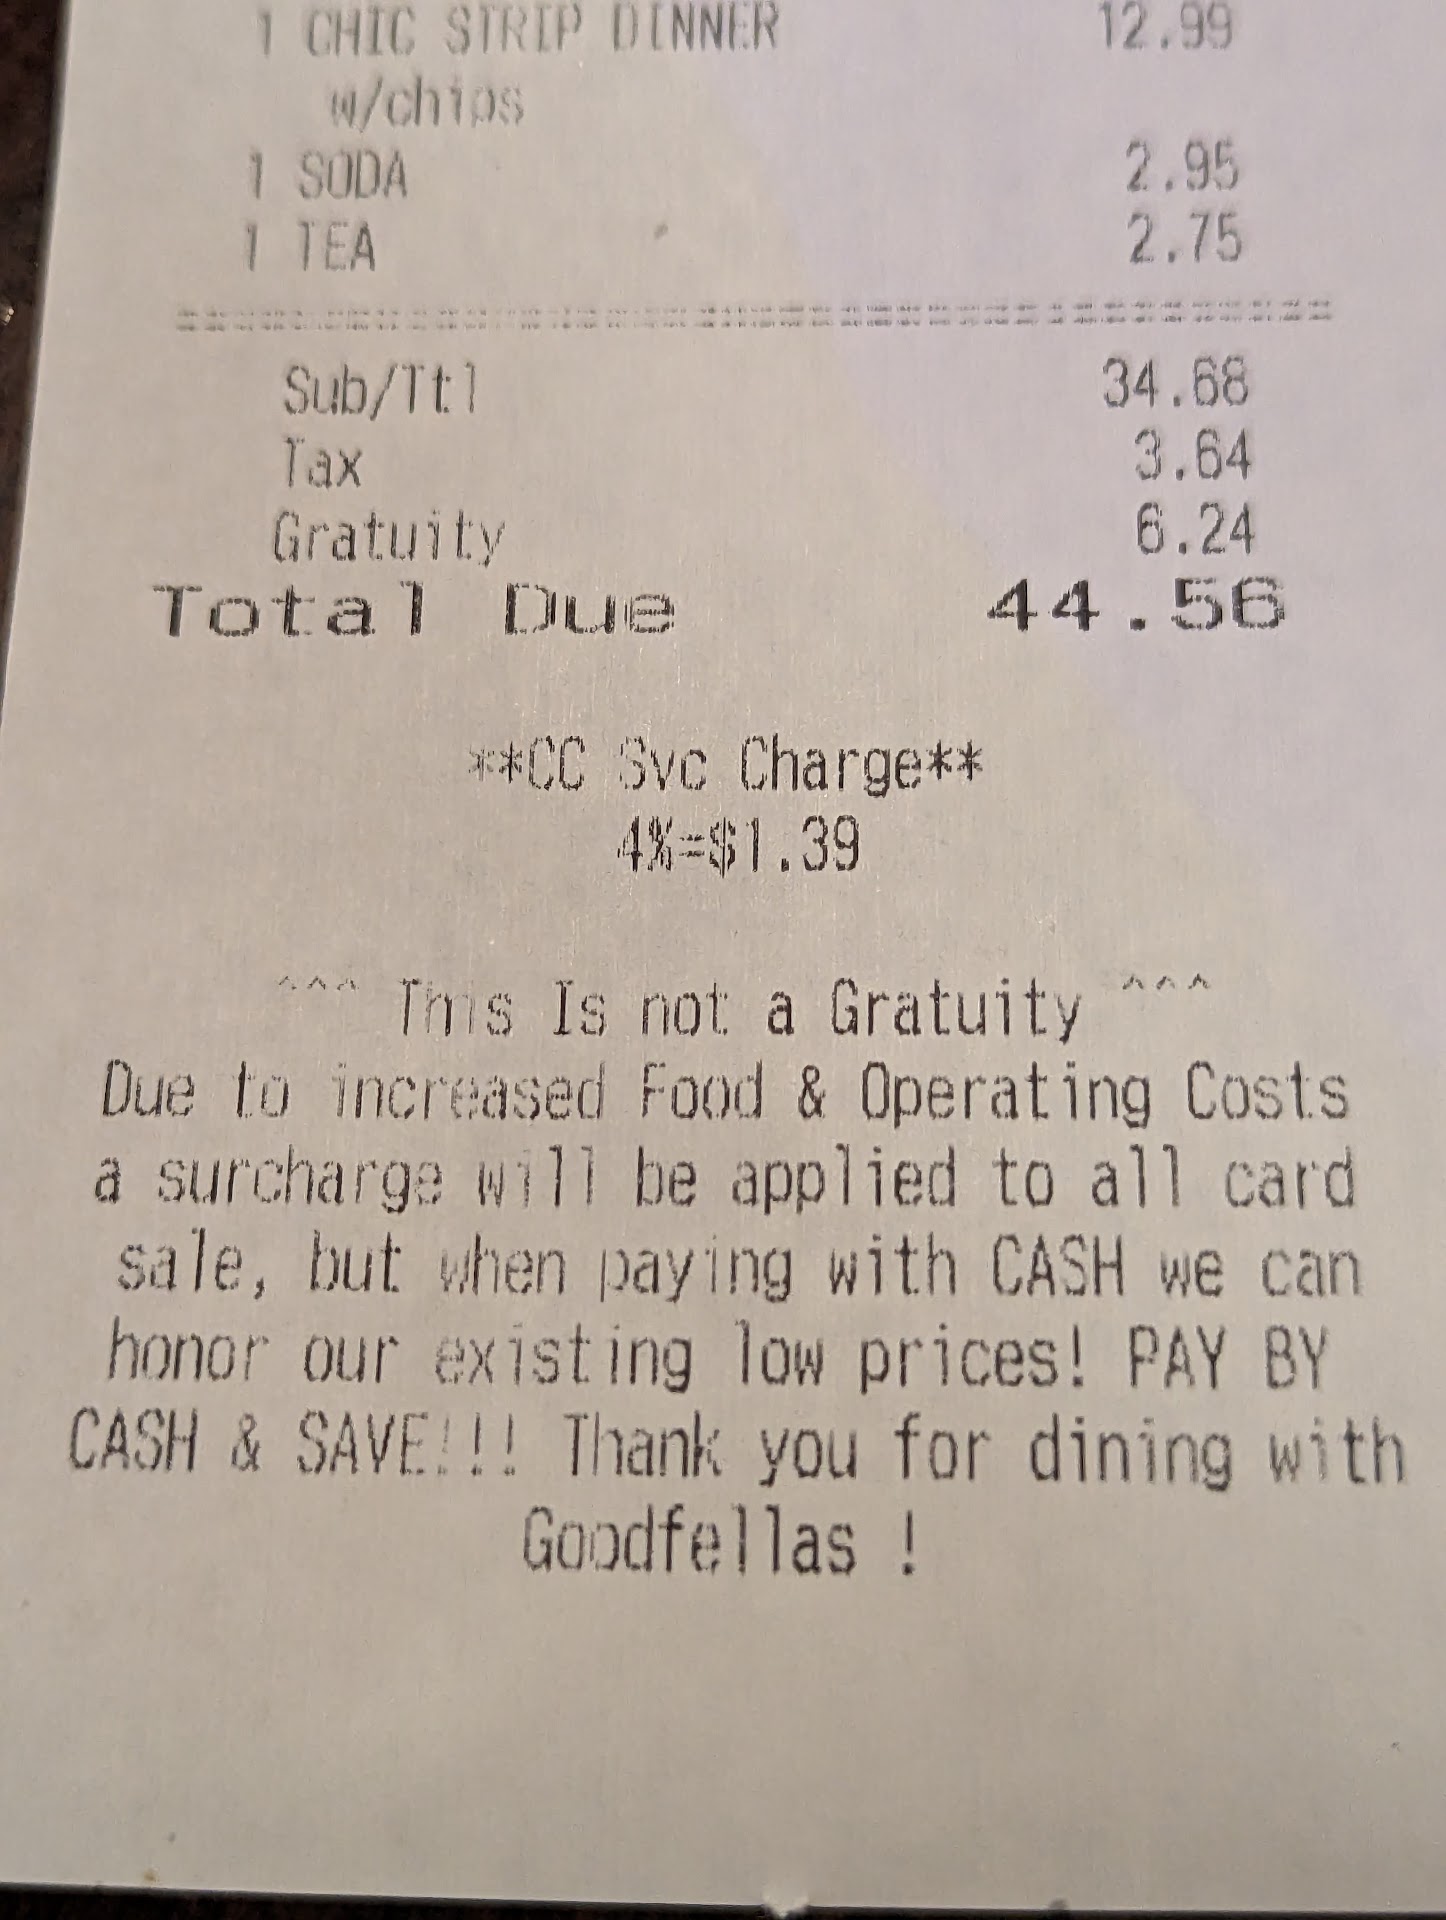 1 CHIC STRIP DINNER 12.99
w/chips
1 SODA 2.95
1 TEA 2.75
Sub/Ttl 34.68
Tax 3.64
Gratuity 6.24
Total Due 44.56
**CC Svc Charge**
4%=$1.39
^^^ This Is not a Gratuity ^^^
Due to increased Food & Operating Costs
a surcharge will be applied to all card
sale, but when paying with CASH we can
honor our existing low prices! PAY BY
CASH & SAVE!!! Thank you for dining with
Goodfellas !